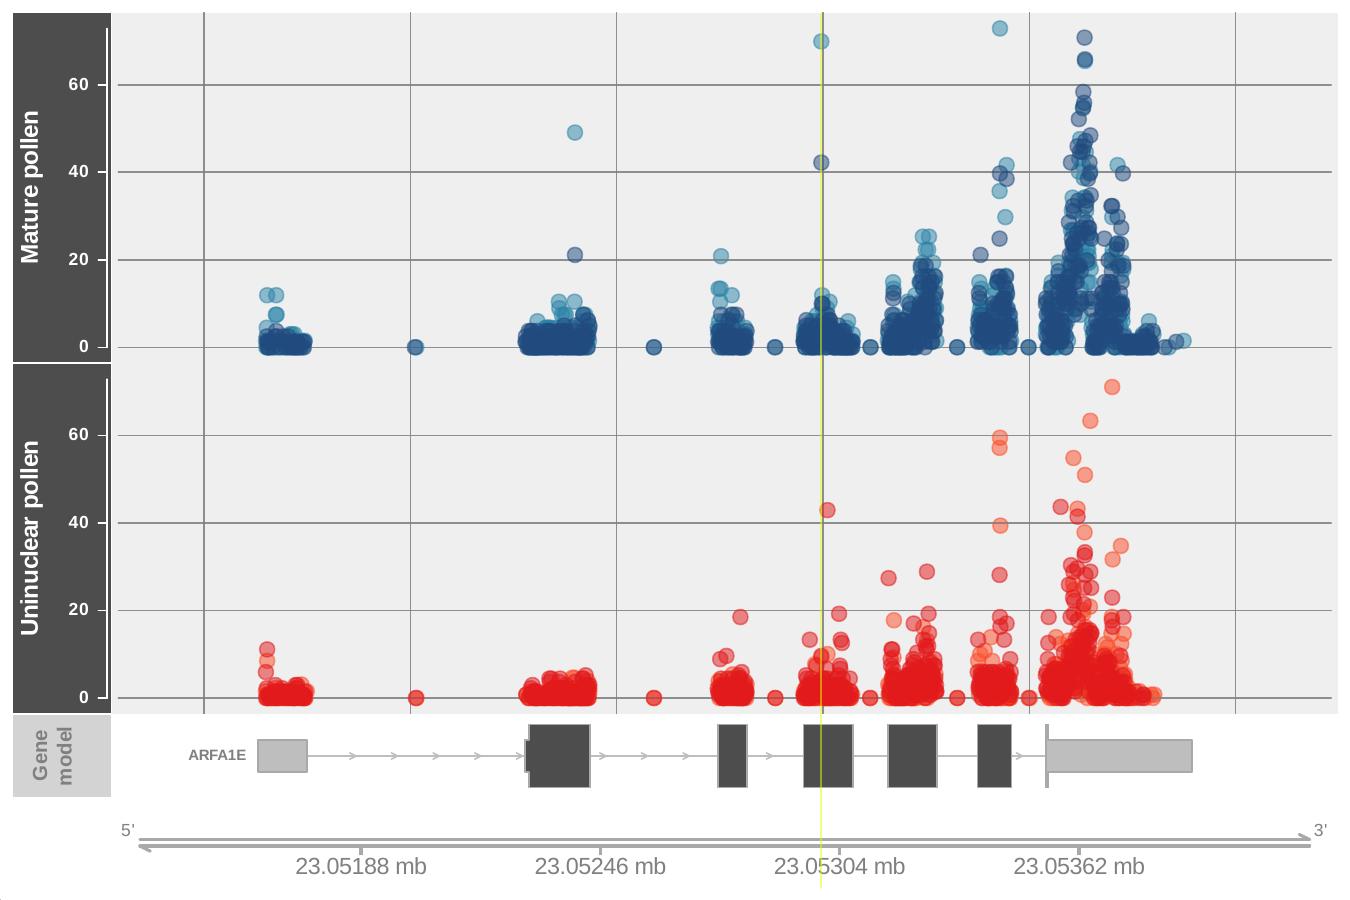 Mature pollen
60
40
20
0
Uninuclear pollen
60
40
20
0
Gene
model
ARFA1E
5'
3'
23.05188 mb
23.05246 mb
23.05304 mb
23.05362 mb